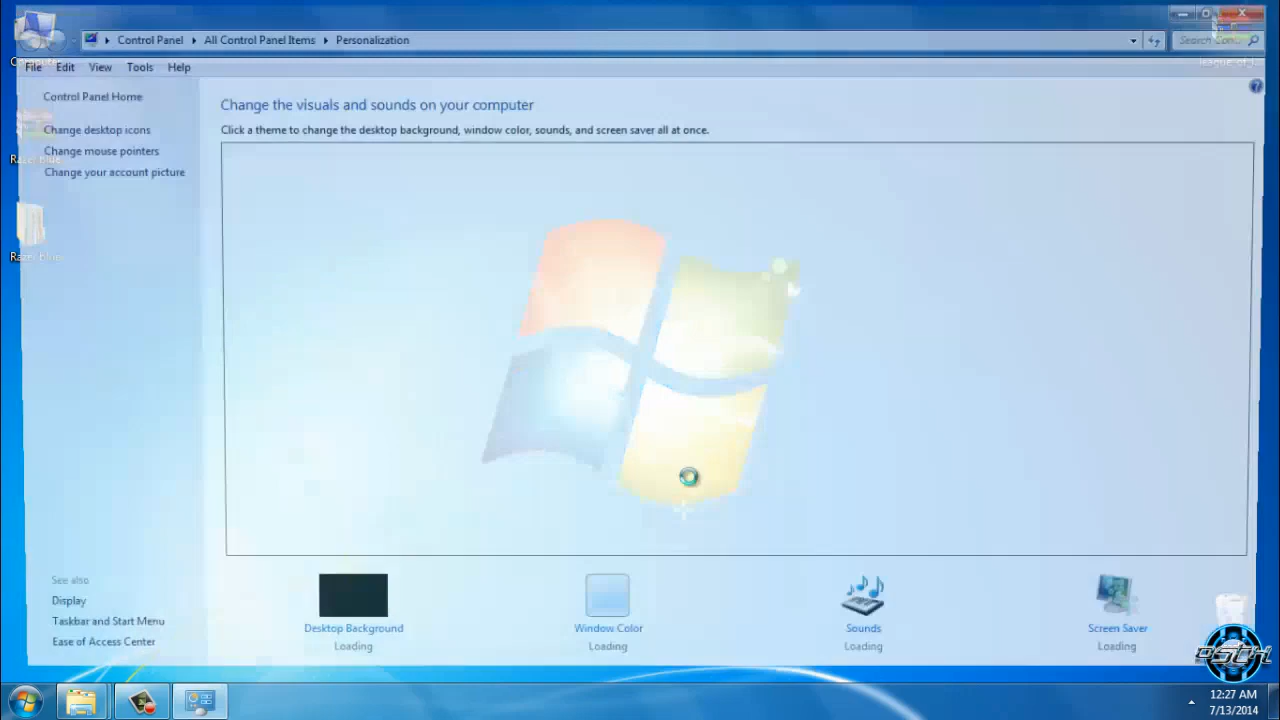 Control Panel
All Control Panel Items
Personalization
File
Edit
View
Tools
Help
Control Panel Home
Change desktop icons
Change mouse pointers
Change your account picture
Change the visuals and sounds on your computer
Click a theme to change the desktop background, window color, sounds, and screen saver all at once.
Razer blue
See also
Display
Taskbar and Start Menu
Ease of Access Center
Desktop Background
Loading
Window Color
Loading
Sounds
Loading
Screen Saver
Loading
12:27 AM
7/13/2014